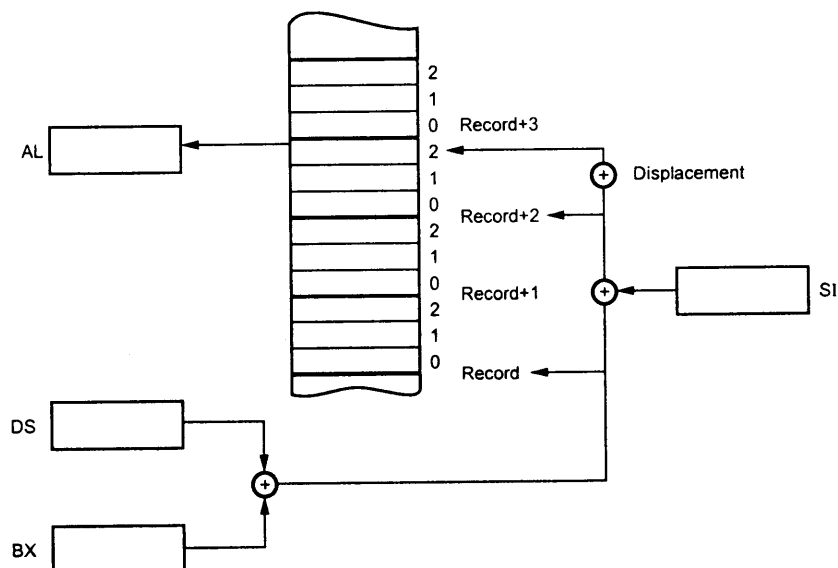 2
1
0 Record+3
AL
2
1 Displacement
0
Record+2
2
1
0 Record+1
SI
2
1
0 Record
DS
BX